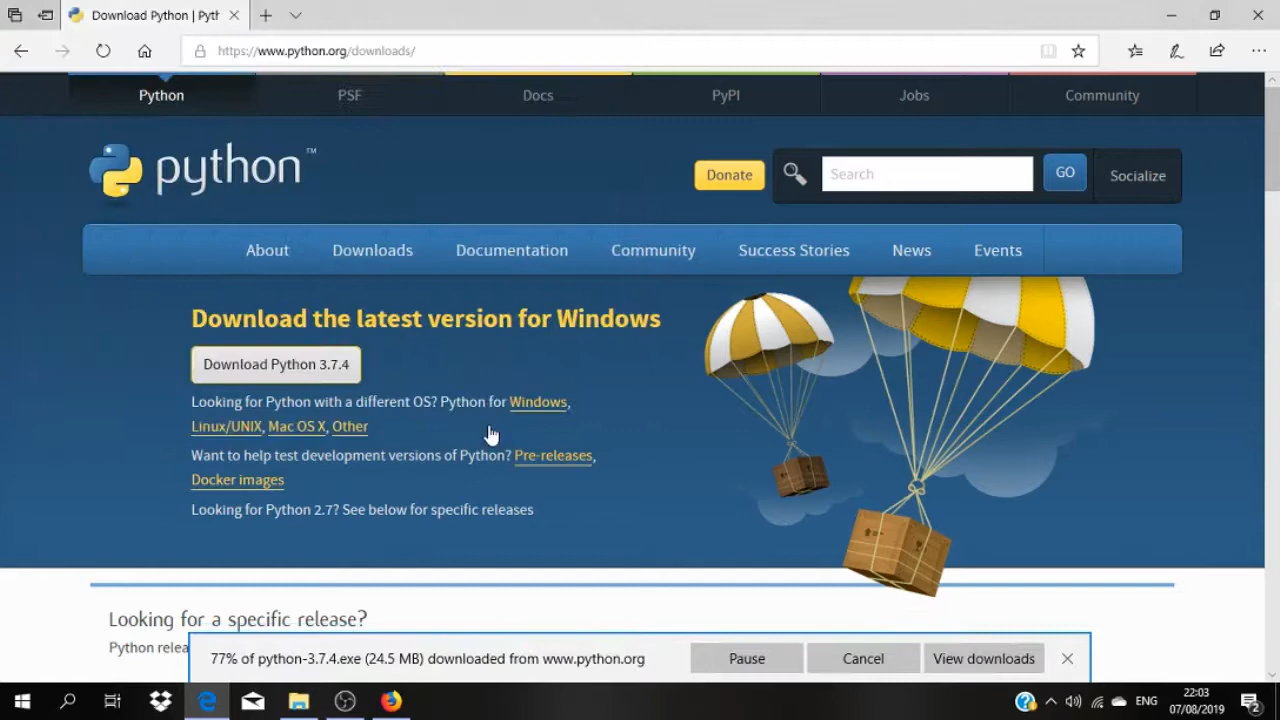 Download Python | Pyth
https://www.python.org/downloads/
Python PSF Docs PyPI Jobs Community
python™
Donate Search GO Socialize
About Downloads Documentation Community Success Stories News Events
Download the latest version for Windows
Download Python 3.7.4
Looking for Python with a different OS? Python for Windows,
Linux/UNIX, Mac OS X, Other
Want to help test development versions of Python? Pre-releases,
Docker images
Looking for Python 2.7? See below for specific releases
Looking for a specific release?
Python relea
77% of python-3.7.4.exe (24.5 MB) downloaded from www.python.org Pause Cancel View downloads
ENG
22:03
07/08/2019
2